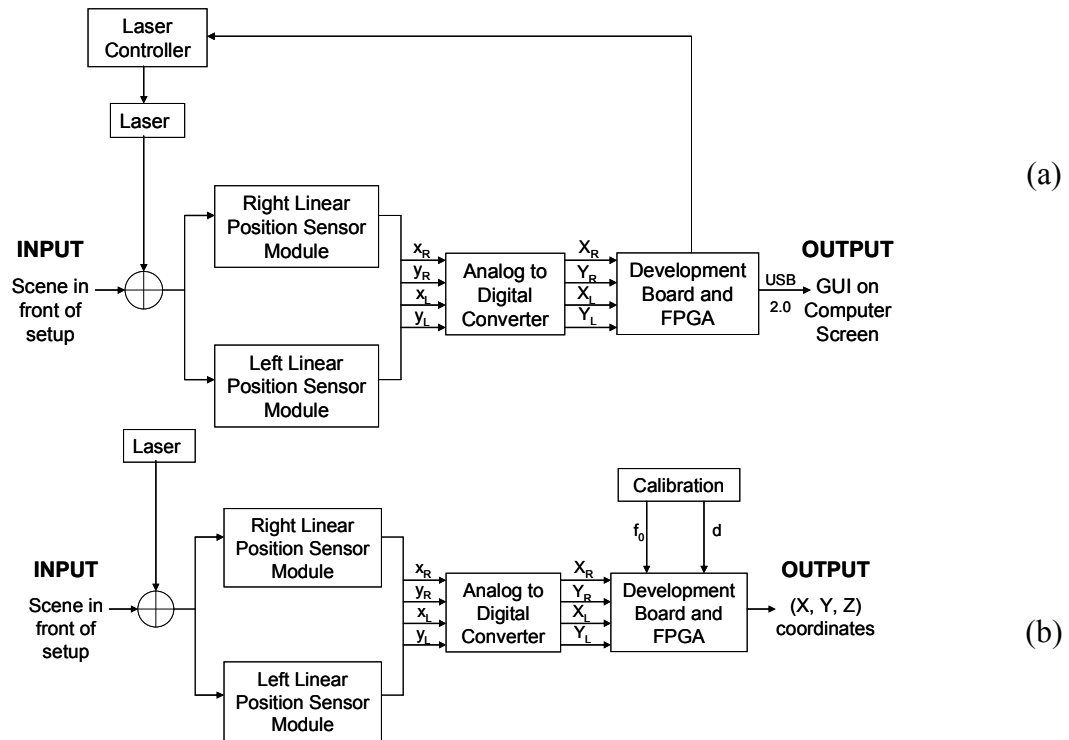 Laser
Controller
Laser
(a)
Right Linear
Position Sensor
Module
INPUT
Scene in
front of
setup
x_R
y_R
x_L
y_L
Analog to
Digital
Converter
X_R
Y_R
X_L
Y_L
Development
Board and
FPGA
USB
2.0
OUTPUT
GUI on
Computer
Screen
Left Linear
Position Sensor
Module
Laser
Calibration
f_0
d
Right Linear
Position Sensor
Module
INPUT
Scene in
front of
setup
x_R
y_R
x_L
y_L
Analog to
Digital
Converter
X_R
Y_R
X_L
Y_L
Development
Board and
FPGA
OUTPUT
(X, Y, Z)
coordinates
(b)
Left Linear
Position Sensor
Module